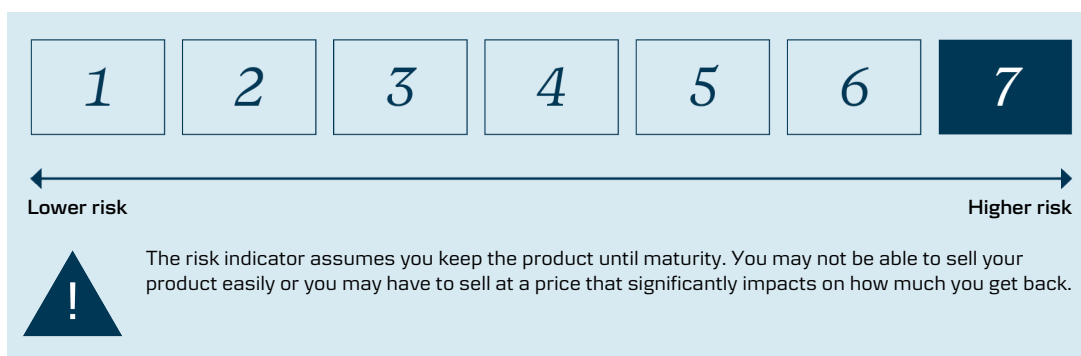 1 2 3 4 5 6 7
Lower risk Higher risk
The risk indicator assumes you keep the product until maturity. You may not be able to sell your
product easily or you may have to sell at a price that significantly impacts on how much you get back.
!